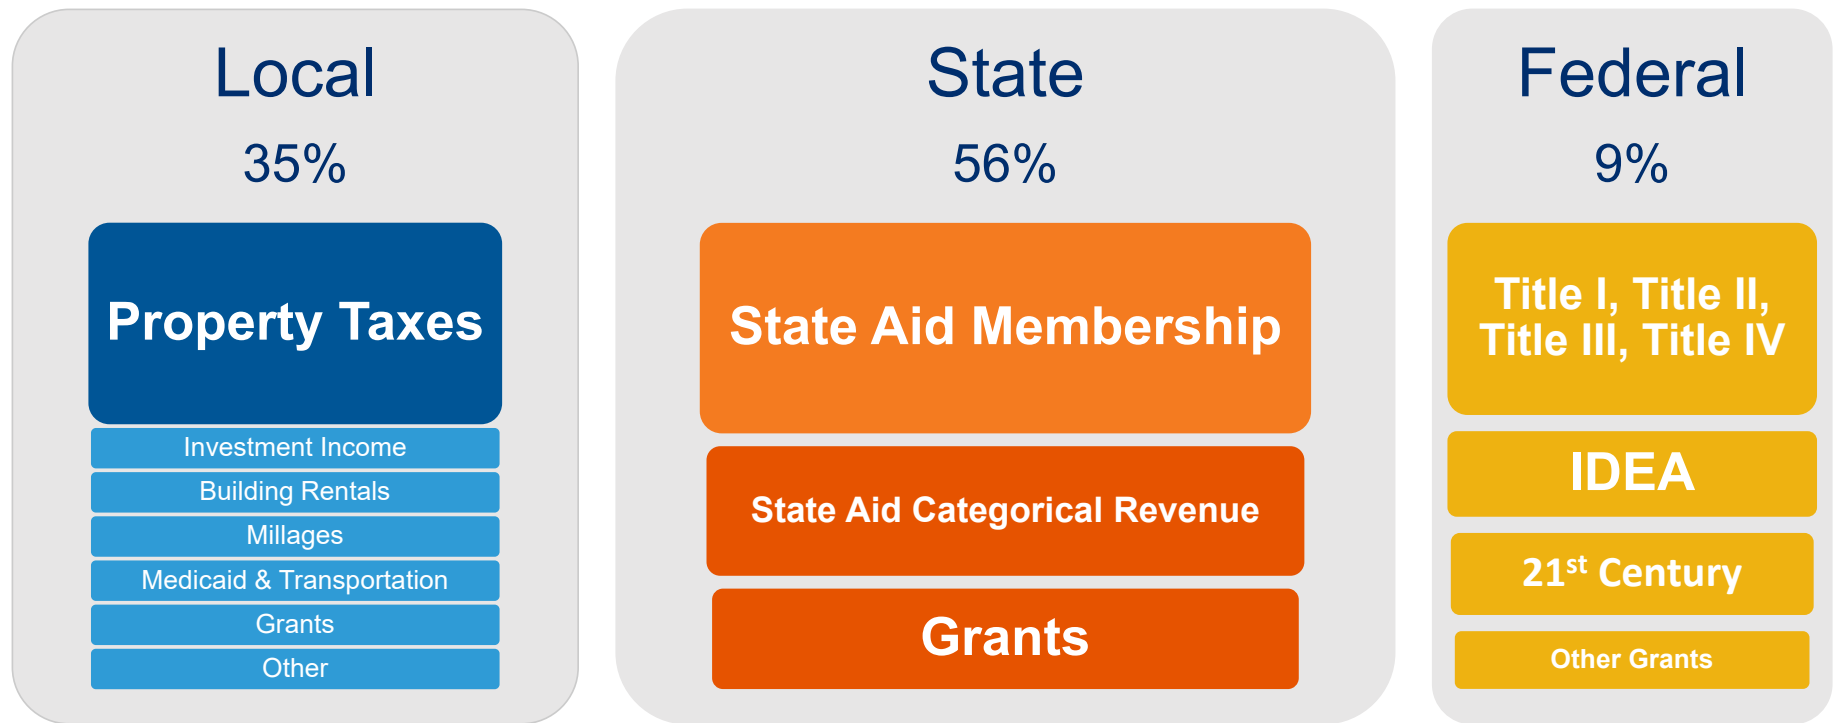 Local
35%
Property Taxes
Investment Income
Building Rentals
Millages
Medicaid & Transportation
Grants
Other
State
56%
State Aid Membership
State Aid Categorical Revenue
Grants
Federal
9%
Title I, Title II,
Title III, Title IV
IDEA
21st Century
Other Grants